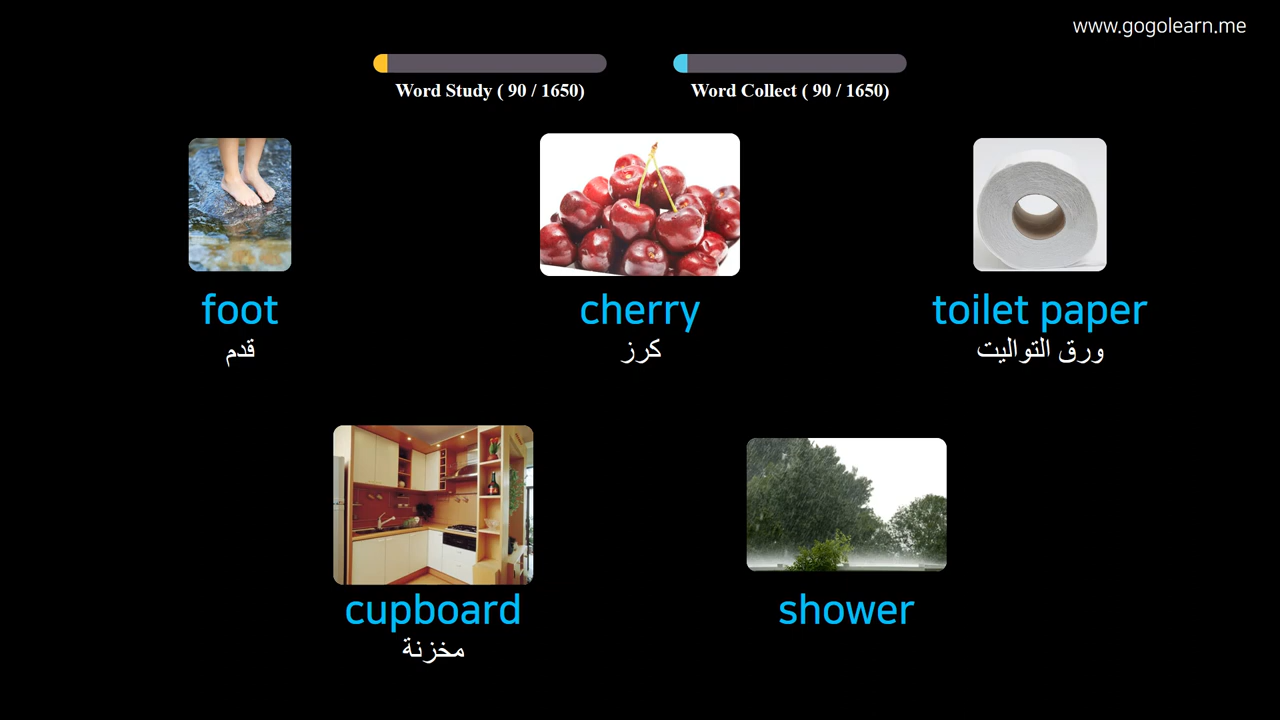 www.gogolearn.me
Word Study ( 90 / 1650)
Word Collect ( 90 / 1650)
foot
قدم
cherry
كرز
toilet paper
ورق التواليت
cupboard
مخزنة
shower